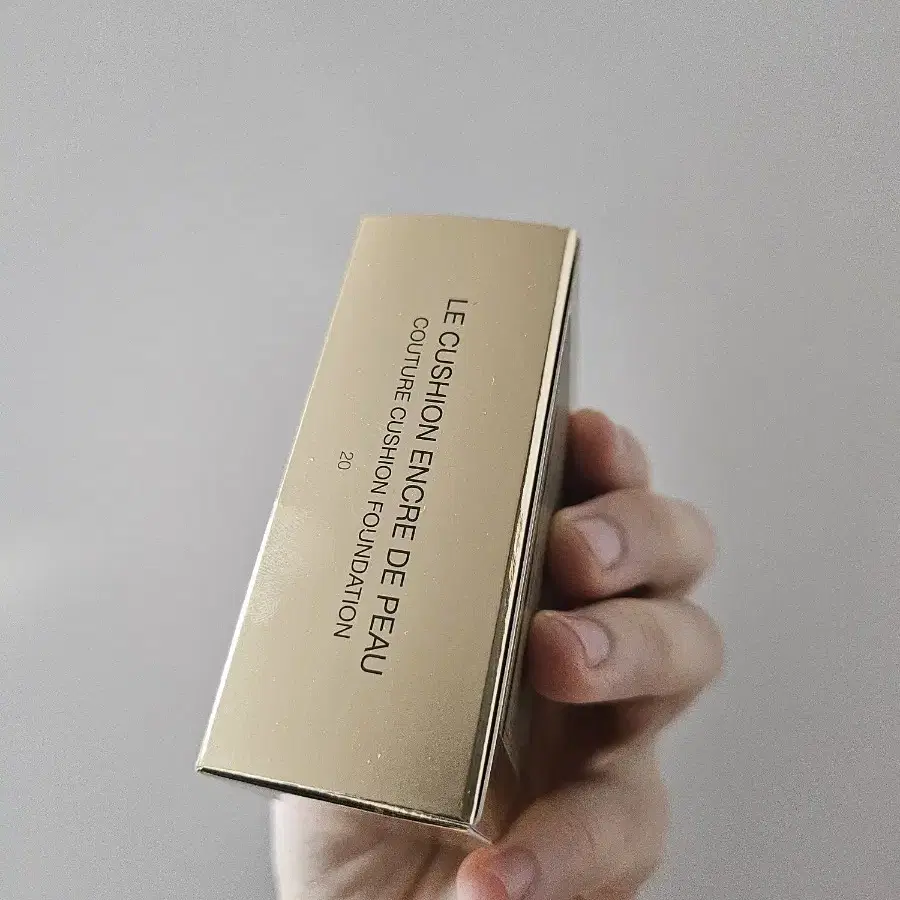 LE CUSHION ENCRE DE PEAU
COUTURE CUSHION FOUNDATION
20